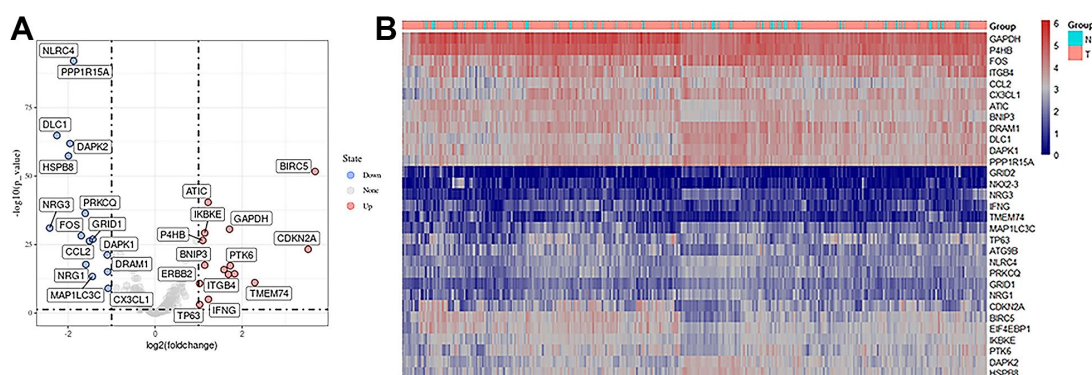 A
NLRC4
PPP1R15A
DLC1
DAPK2
HSPB8
BIRC5
ATIC
NRG3
PRKCQ
IKBKE
GAPDH
FOS
GRID1
P4HB
CDKN2A
CCL2
DAPK1
BNIP3
PTK6
DRAM1
ERBB2
NRG1
ITGB4
MAP1LC3C
TMEM74
CX3CL1
IFNG
TP63
75
50
25
0
-2
0
2
log2(foldchange)
-log10(p_value)
State
Down
None
Up
B
Group
GAPDH
P4HB
FOS
ITGB4
CCL2
CX3CL1
ATIC
BNIP3
DRAM1
DLC1
DAPK1
PPP1R15A
GRID2
NKX2-3
NRG3
IFNG
TMEM74
MAP1LC3C
TP63
ATG9B
NLRC4
PRKCQ
GRID1
NRG1
CDKN2A
BIRC5
EIF4EBP1
IKBKE
PTK6
DAPK2
HSPB8
6
5
4
3
2
1
0
Group
N
T